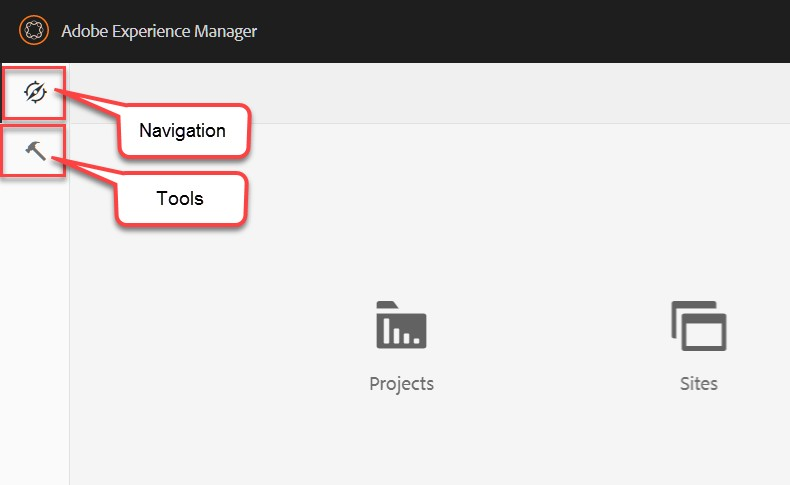 Adobe Experience Manager
Navigation
Tools
Projects
Sites